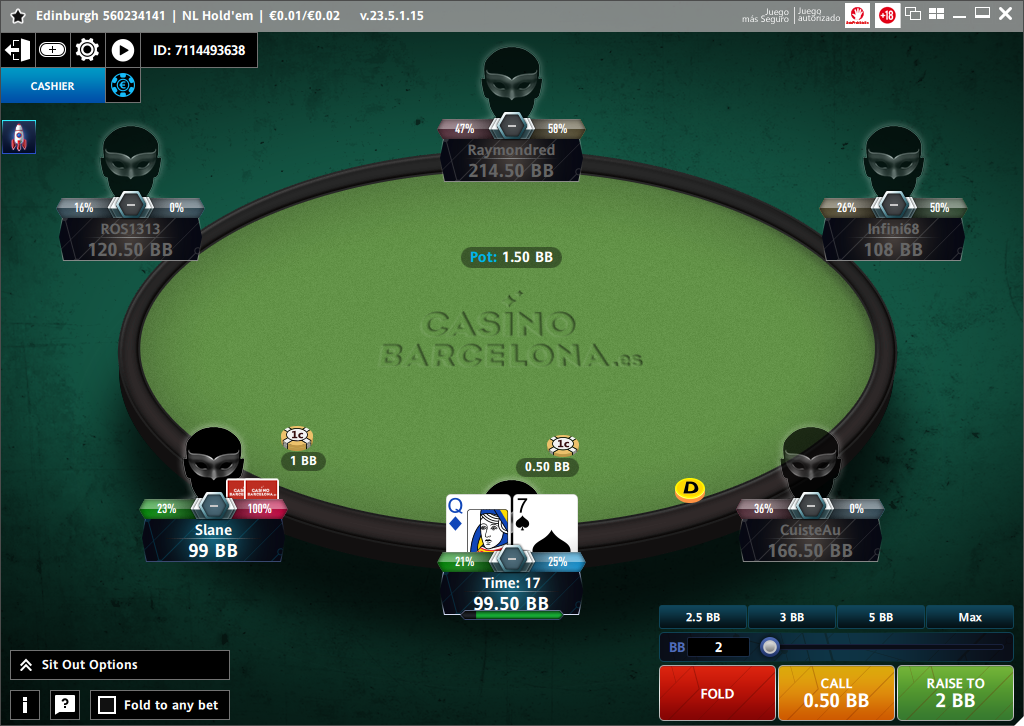 Edinburgh 560234141 | NL Hold'em | €0.01/€0.02 v.23.5.1.15
Juego más Seguro
Juego autorizado
+18
ID: 7114493638
CASHIER
47% 58%
Raymondred
214.50 BB
16% 0%
ROS1313
120.50 BB
26% 50%
Infini68
108 BB
Pot: 1.50 BB
CASINO
BARCELONA.es
1c
1 BB
1c
0.50 BB
D
23% 100%
Slane
99 BB
Q 7
21% 25%
Time: 17
99.50 BB
36% 0%
CuisteAu
166.50 BB
2.5 BB 3 BB 5 BB Max
BB 2
FOLD
CALL
0.50 BB
RAISE TO
2 BB
Sit Out Options
Fold to any bet